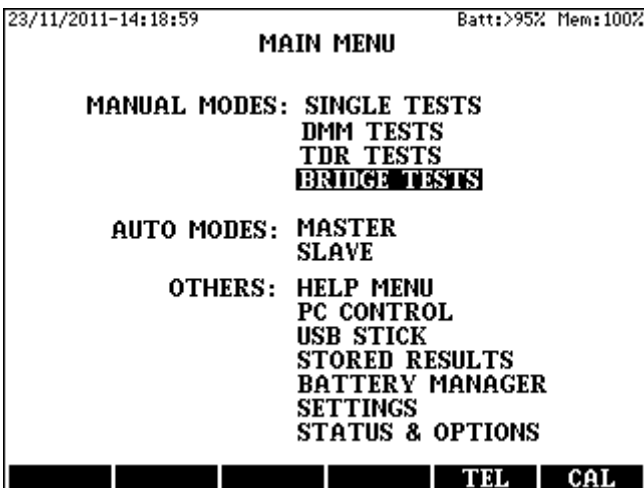 23/11/2011-14:18:59 Batt:>95% Mem:100%
MAIN MENU
MANUAL MODES: SINGLE TESTS
DMM TESTS
TDR TESTS
BRIDGE TESTS
AUTO MODES: MASTER
SLAVE
OTHERS: HELP MENU
PC CONTROL
USB STICK
STORED RESULTS
BATTERY MANAGER
SETTINGS
STATUS & OPTIONS
TEL CAL